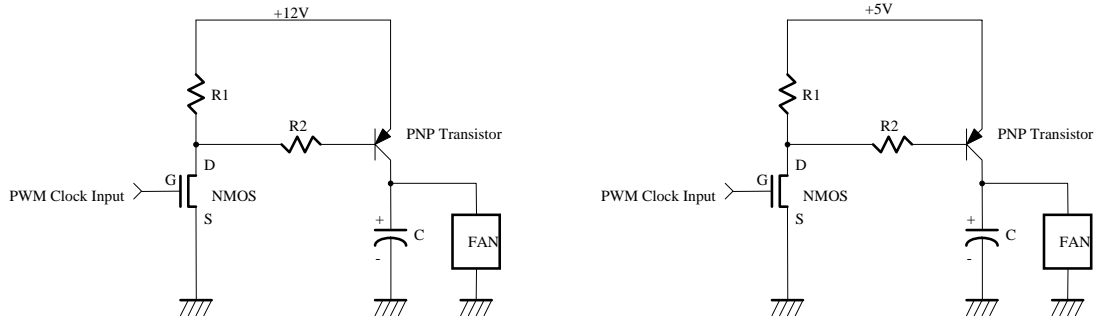 +12V
R1
R2
PNP Transistor
D
G
PWM Clock Input
NMOS
S
+
C
FAN
-
+5V
R1
R2
PNP Transistor
D
G
PWM Clock Input
NMOS
S
+
C
FAN
-